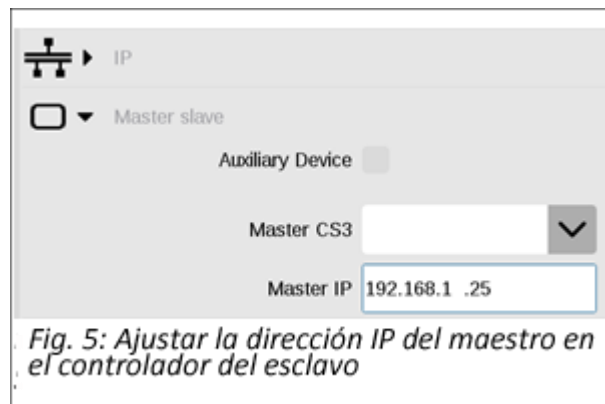 IP
Master slave
Auxiliary Device
Master CS3
Master IP 192.168.1 .25
Fig. 5: Ajustar la dirección IP del maestro en
el controlador del esclavo